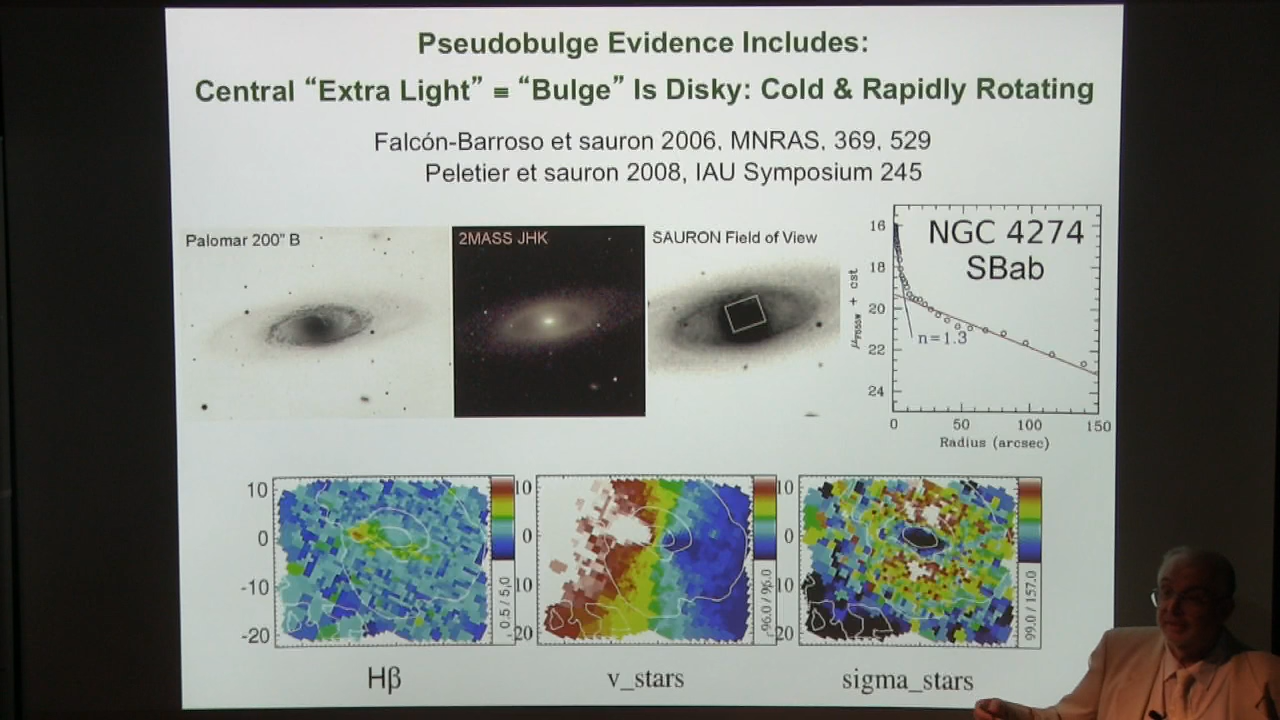 Pseudobulge Evidence Includes:
Central “Extra Light” ≡ “Bulge” Is Disky: Cold & Rapidly Rotating
Falcón-Barroso et sauron 2006, MNRAS, 369, 529
Peletier et sauron 2008, IAU Symposium 245
Palomar 200” B
2MASS JHK
SAURON Field of View
NGC 4274
SBab
n=1.3
16
18
20
22
24
0 50 100 150
Radius (arcsec)
10
0
-10
-20
0.5 / 5.0
10
0
10
20
-96.0 / 96.0
10
0
10
20
99.0 / 157.0
Hβ
v_stars
sigma_stars